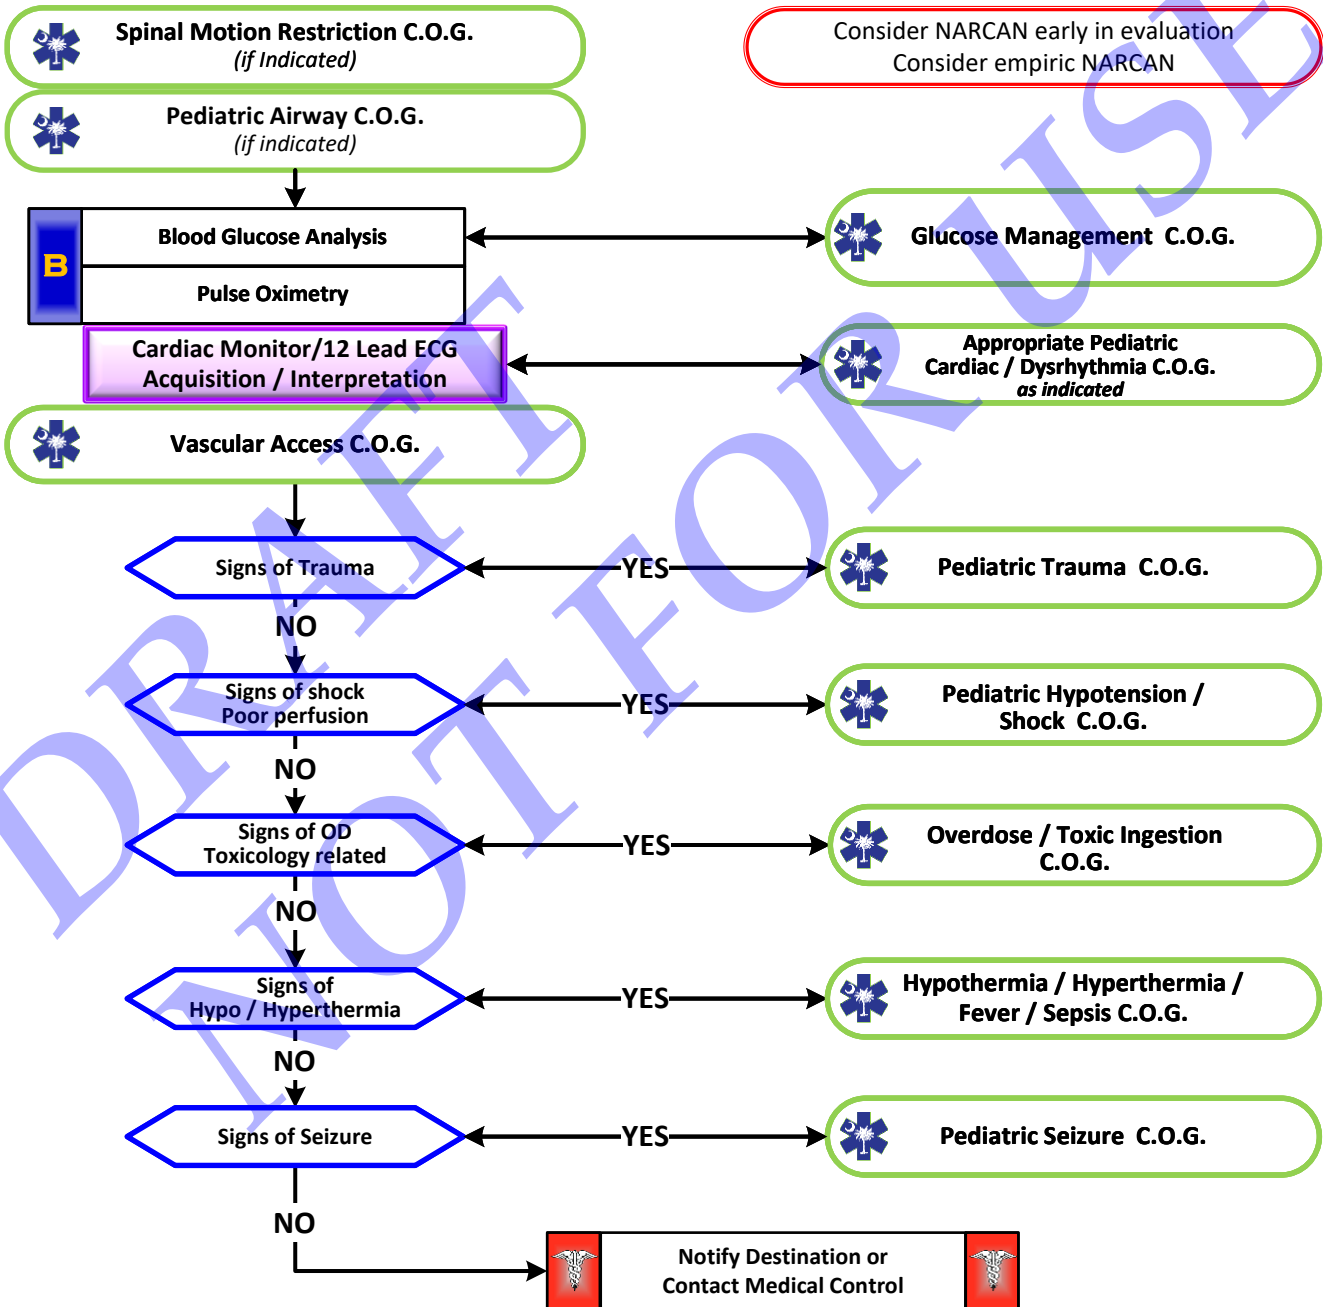 Spinal Motion Restriction C.O.G.
(if Indicated)
Consider NARCAN early in evaluation
Consider empiric NARCAN
Pediatric Airway C.O.G.
(if indicated)
B
Blood Glucose Analysis
Pulse Oximetry
Glucose Management C.O.G.
Cardiac Monitor/12 Lead ECG
Acquisition / Interpretation
Appropriate Pediatric
Cardiac / Dysrhythmia C.O.G.
as indicated
Vascular Access C.O.G.
Signs of Trauma
YES
Pediatric Trauma C.O.G.
NO
Signs of shock
Poor perfusion
YES
Pediatric Hypotension /
Shock C.O.G.
NO
Signs of OD
Toxicology related
YES
Overdose / Toxic Ingestion
C.O.G.
NO
Signs of
Hypo / Hyperthermia
YES
Hypothermia / Hyperthermia /
Fever / Sepsis C.O.G.
NO
Signs of Seizure
YES
Pediatric Seizure C.O.G.
NO
Notify Destination or
Contact Medical Control
DRAFT
NOT FOR USE